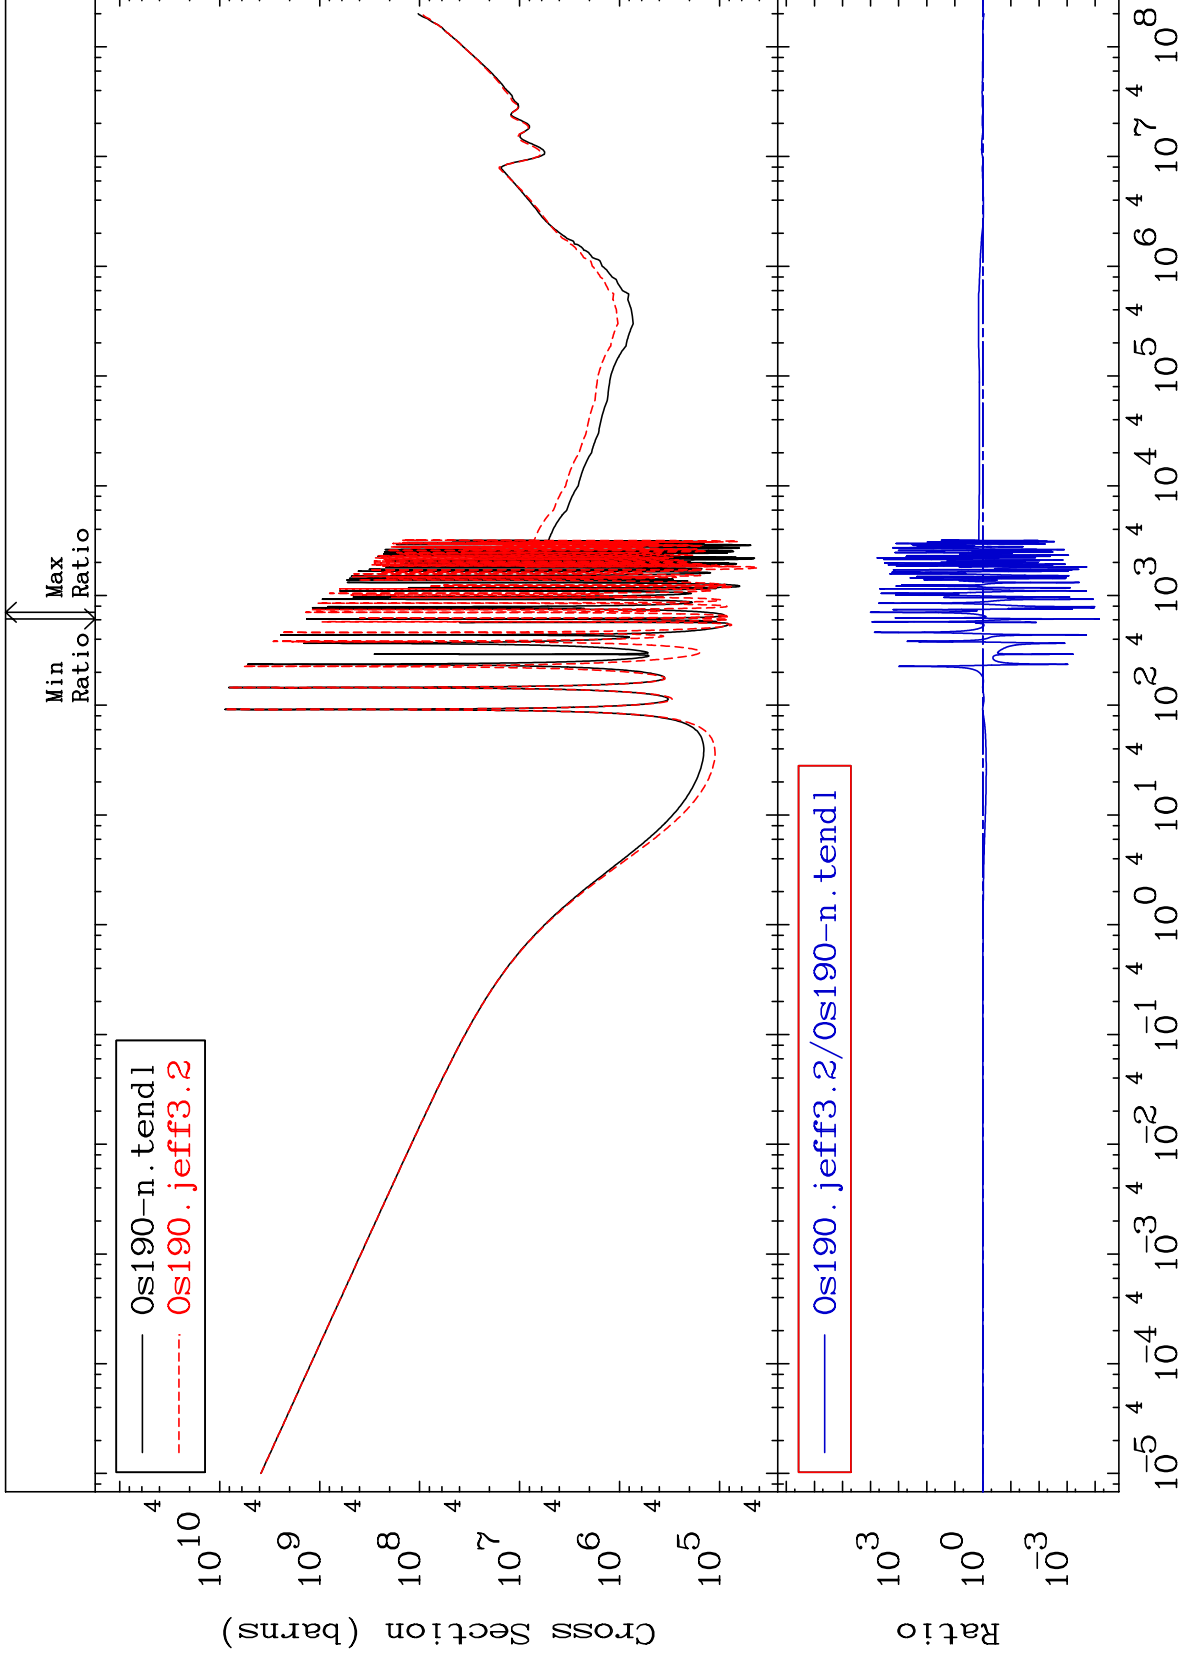 Min
Ratio
Max
Ratio
Os190-n.tendl
Os190.jeff3.2
Cross Section (barns)
10^10
4
10^9
4
10^8
4
10^7
4
10^6
4
10^5
4
Os190.jeff3.2/Os190-n.tendl
Ratio
10^3
10^0
10^-3
10^-5 4 10^-4 4 10^-3 4 10^-2 4 10^-1 4 10^0 4 10^1 4 10^2 4 10^3 4 10^4 4 10^5 4 10^6 4 10^7 4 10^8